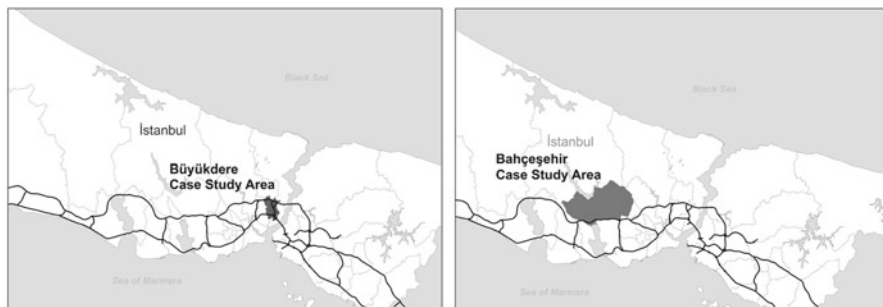 Black Sea
İstanbul
Büyükdere
Case Study Area
Sea of Marmara
Black Sea
İstanbul
Bahçeşehir
Case Study Area
Sea of Marmara